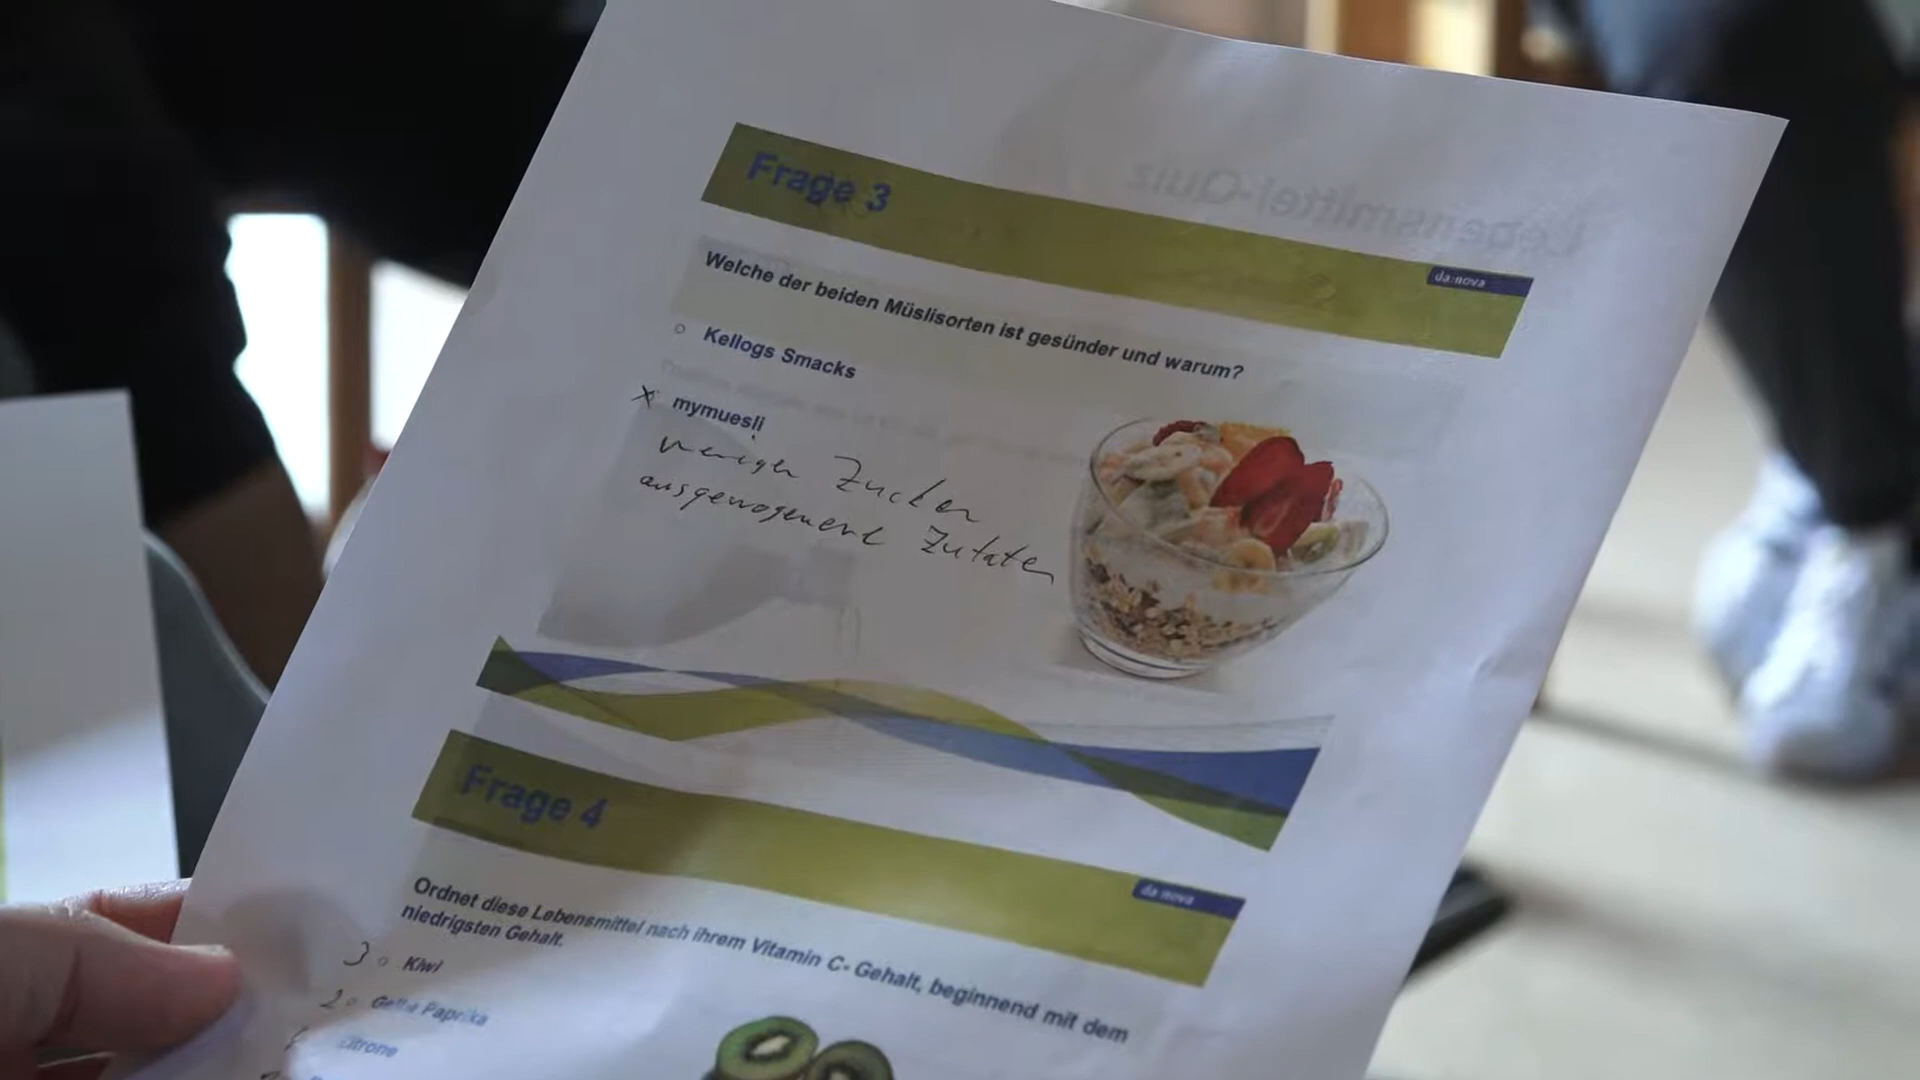 Lebensmittel-Quiz
Frage 3
da:nova
Welche der beiden Müslisorten ist gesünder und warum?
Kellogs Smacks
x mymuesli
weniger Zucker
ausgewogenere Zutaten
Frage 4
da:nova
Ordnet diese Lebensmittel nach ihrem Vitamin C- Gehalt, beginnend mit dem
niedrigsten Gehalt.
3 Kiwi
2 Gelbe Paprika
Zitrone